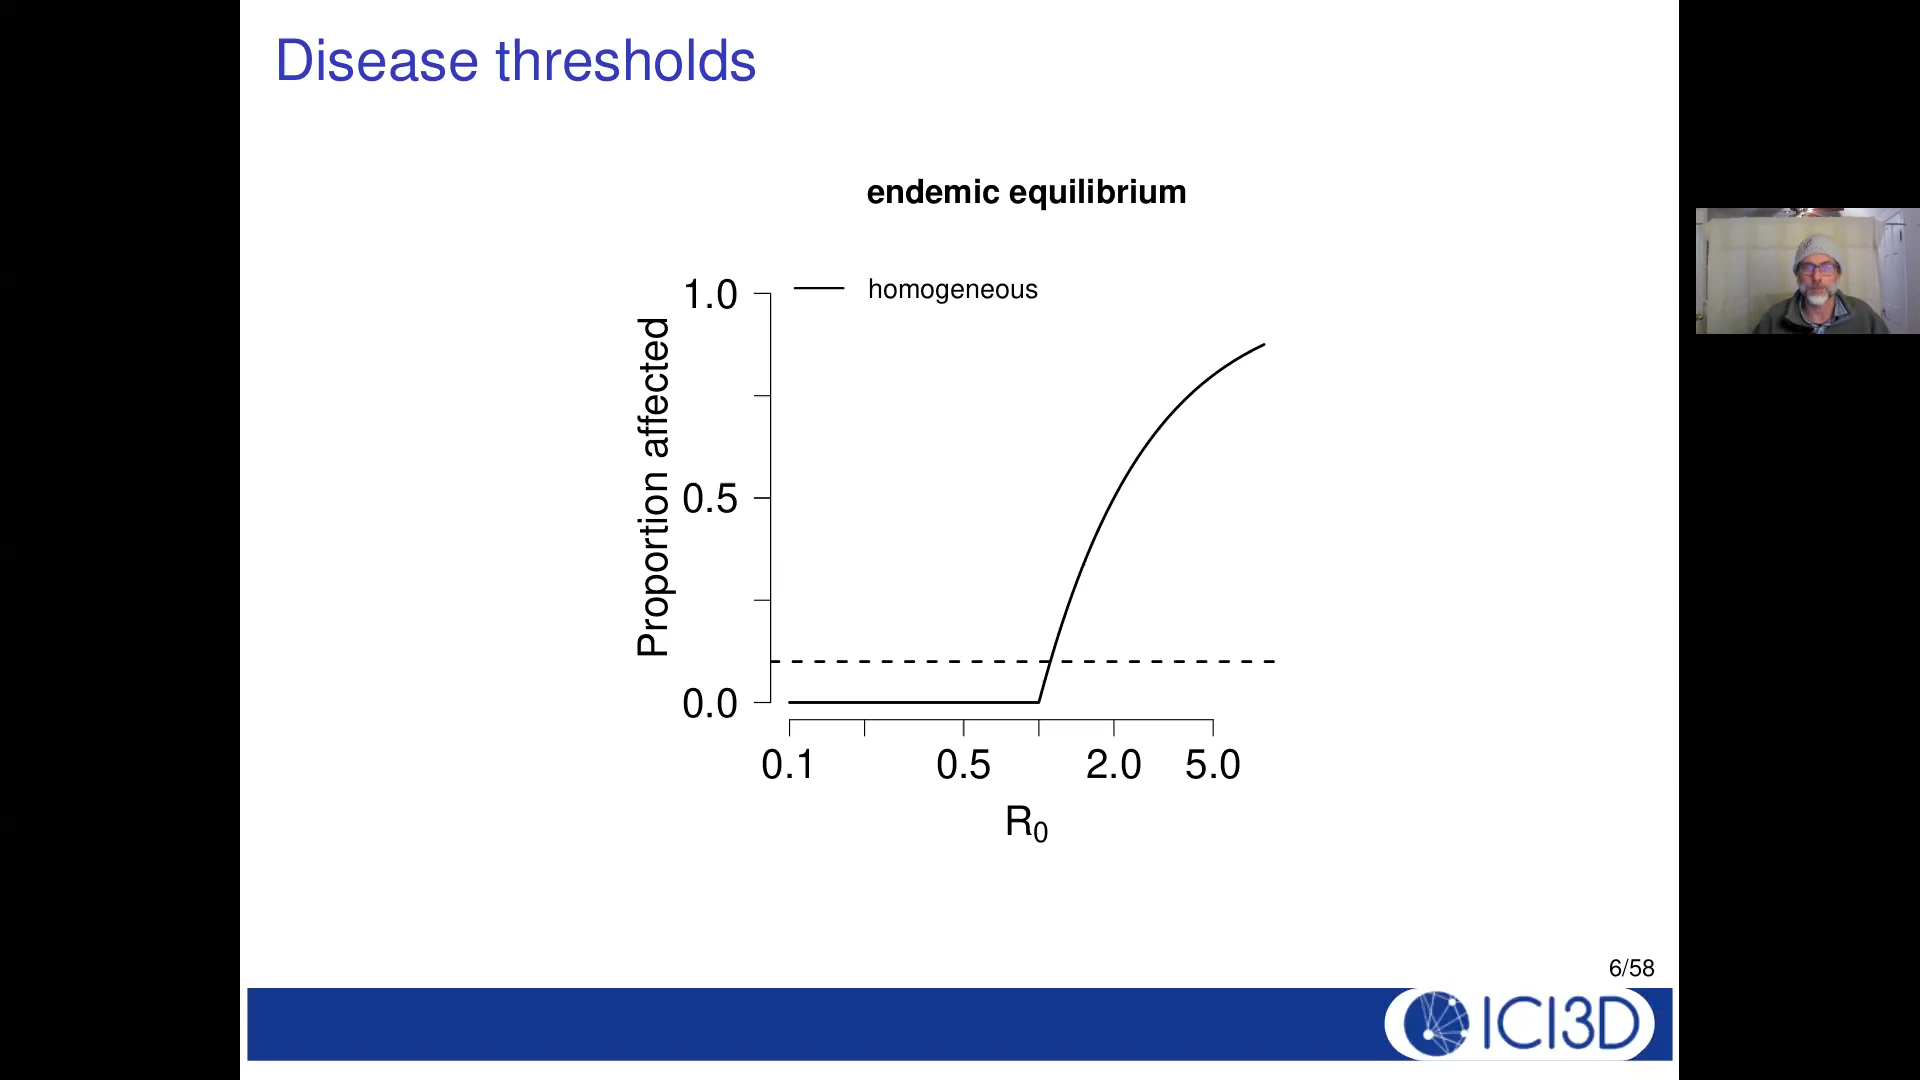 Disease thresholds
endemic equilibrium
homogeneous
Proportion affected
1.0
0.5
0.0
0.1 0.5 2.0 5.0
R₀
6/58
ICI3D